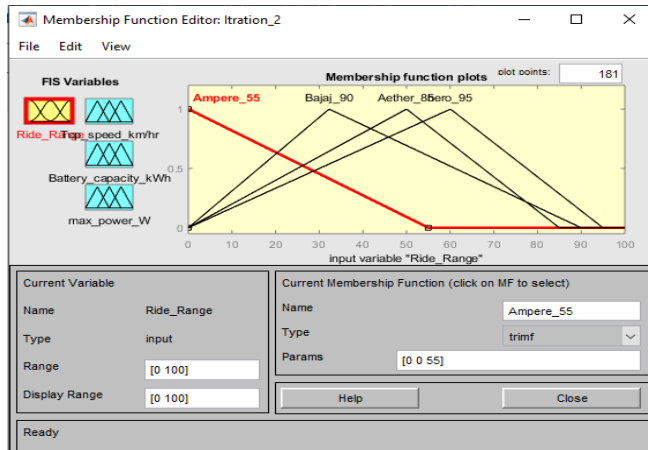 Membership Function Editor: Itration_2
File Edit View
FIS Variables
Ride_Range
Top_speed_km/hr
Battery_capacity_kWh
max_power_W
Membership function plots
plot points:
181
Ampere_55 Bajaj_90 Aether_85 hero_95
1
0.5
0
0 10 20 30 40 50 60 70 80 90 100
input variable "Ride_Range"
Current Variable
Name Ride_Range
Type input
Range [0 100]
Display Range [0 100]
Current Membership Function (click on MF to select)
Name Ampere_55
Type trimf
Params [0 0 55]
Help Close
Ready